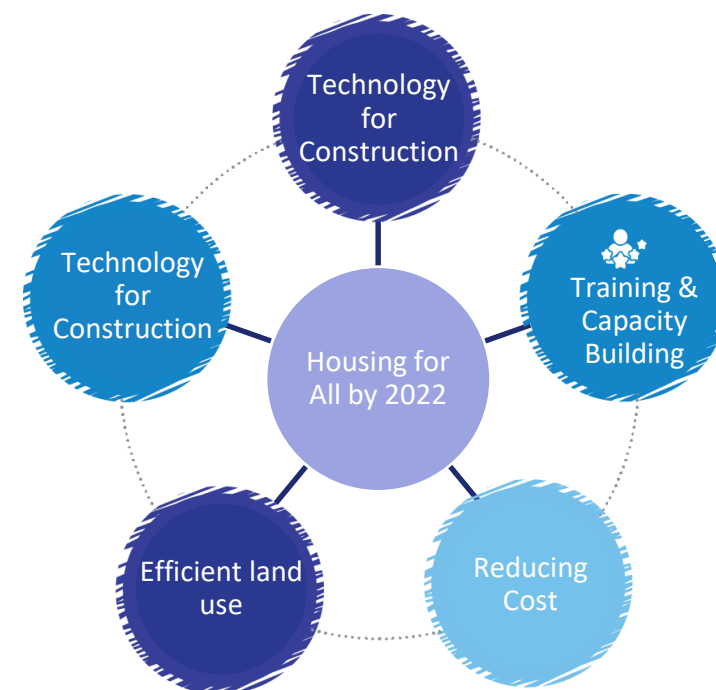 Technology
for
Construction
Training &
Capacity
Building
Reducing
Cost
Efficient land
use
Technology
for
Construction
Housing for
All by 2022